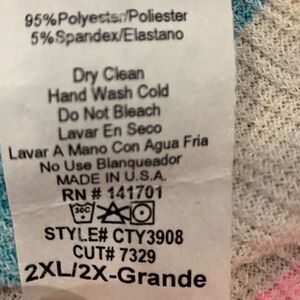 95%Polyester/Poliester
5%Spandex/Elastano
Dry Clean
Hand Wash Cold
Do Not Bleach
Lavar En Seco
Lavar A Mano Con Agua Fria
No Use Blanqueador
MADE IN U.S.A.
RN # 141701
30C
STYLE# CTY3908
CUT# 7329
2XL/2X-Grande